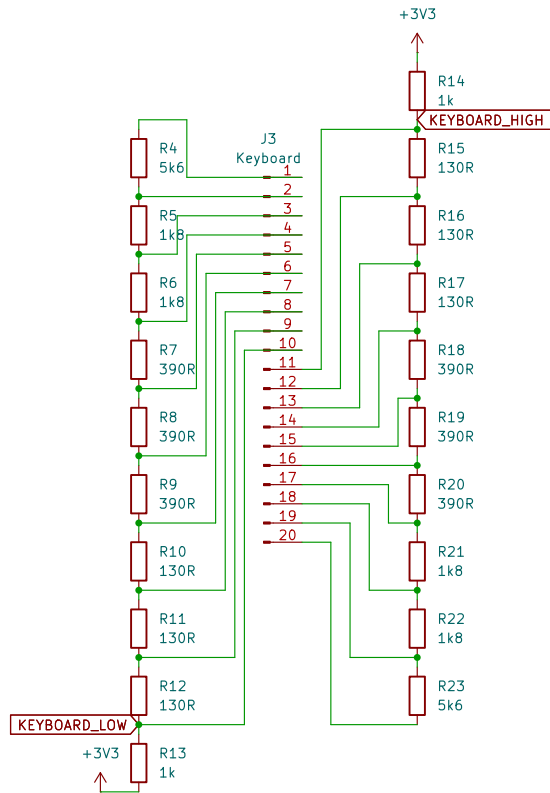 +3V3
R14
1k
KEYBOARD_HIGH
J3
Keyboard
R4
5k6
R5
1k8
R6
1k8
R7
390R
R8
390R
R9
390R
R10
130R
R11
130R
R12
130R
KEYBOARD_LOW
+3V3
R13
1k
1
2
3
4
5
6
7
8
9
10
11
12
13
14
15
16
17
18
19
20
R15
130R
R16
130R
R17
130R
R18
390R
R19
390R
R20
390R
R21
1k8
R22
1k8
R23
5k6